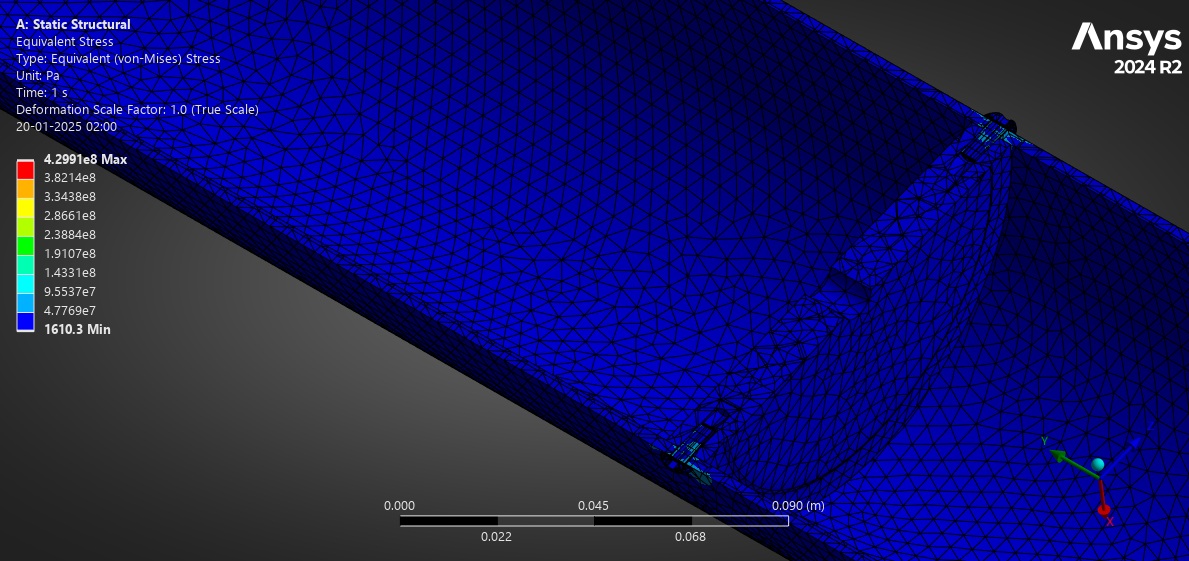 A: Static Structural
Equivalent Stress
Type: Equivalent (von-Mises) Stress
Unit: Pa
Time: 1 s
Deformation Scale Factor: 1.0 (True Scale)
20-01-2025 02:00
Ansys
2024 R2
4.2991e8 Max
3.8214e8
3.3438e8
2.8661e8
2.3884e8
1.9107e8
1.4331e8
9.5537e7
4.7769e7
1610.3 Min
0.000 0.045 0.090 (m)
0.022 0.068
Y
X